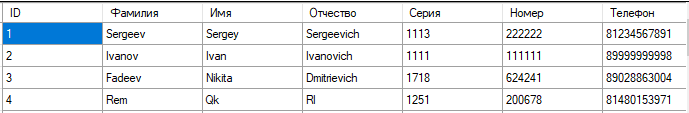 ID Фамилия Имя Отчество Серия Номер Телефон
1 Sergeev Sergey Sergeevich 1113 222222 81234567891
2 Ivanov Ivan Ivanovich 1111 111111 89999999998
3 Fadeev Nikita Dmitrievich 1718 624241 89028863004
4 Rem Qk Rl 1251 200678 81480153971